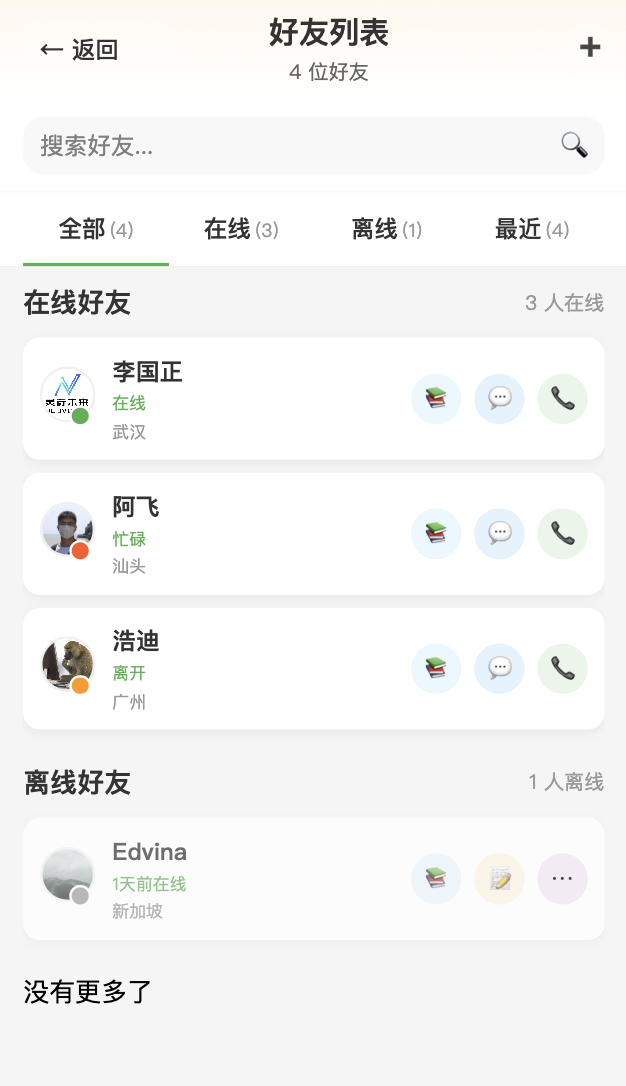 ← 返回
好友列表
4 位好友
+
搜索好友...
全部 (4)
在线 (3)
离线 (1)
最近 (4)
在线好友
3 人在线
李国正
在线
武汉
阿飞
忙碌
汕头
浩迪
离开
广州
离线好友
1 人离线
Edvina
1天前在线
新加坡
没有更多了